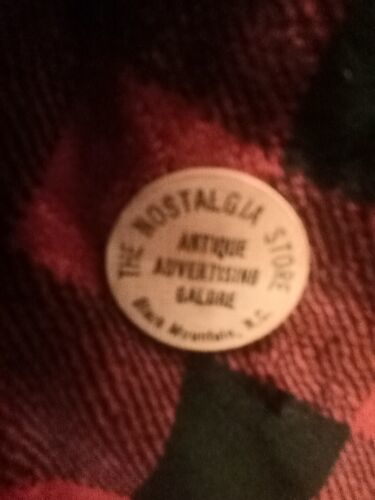 THE NOSTALGIA STORE
ANTIQUE
ADVERTISING
GALORE
Black Mountain, N.C.